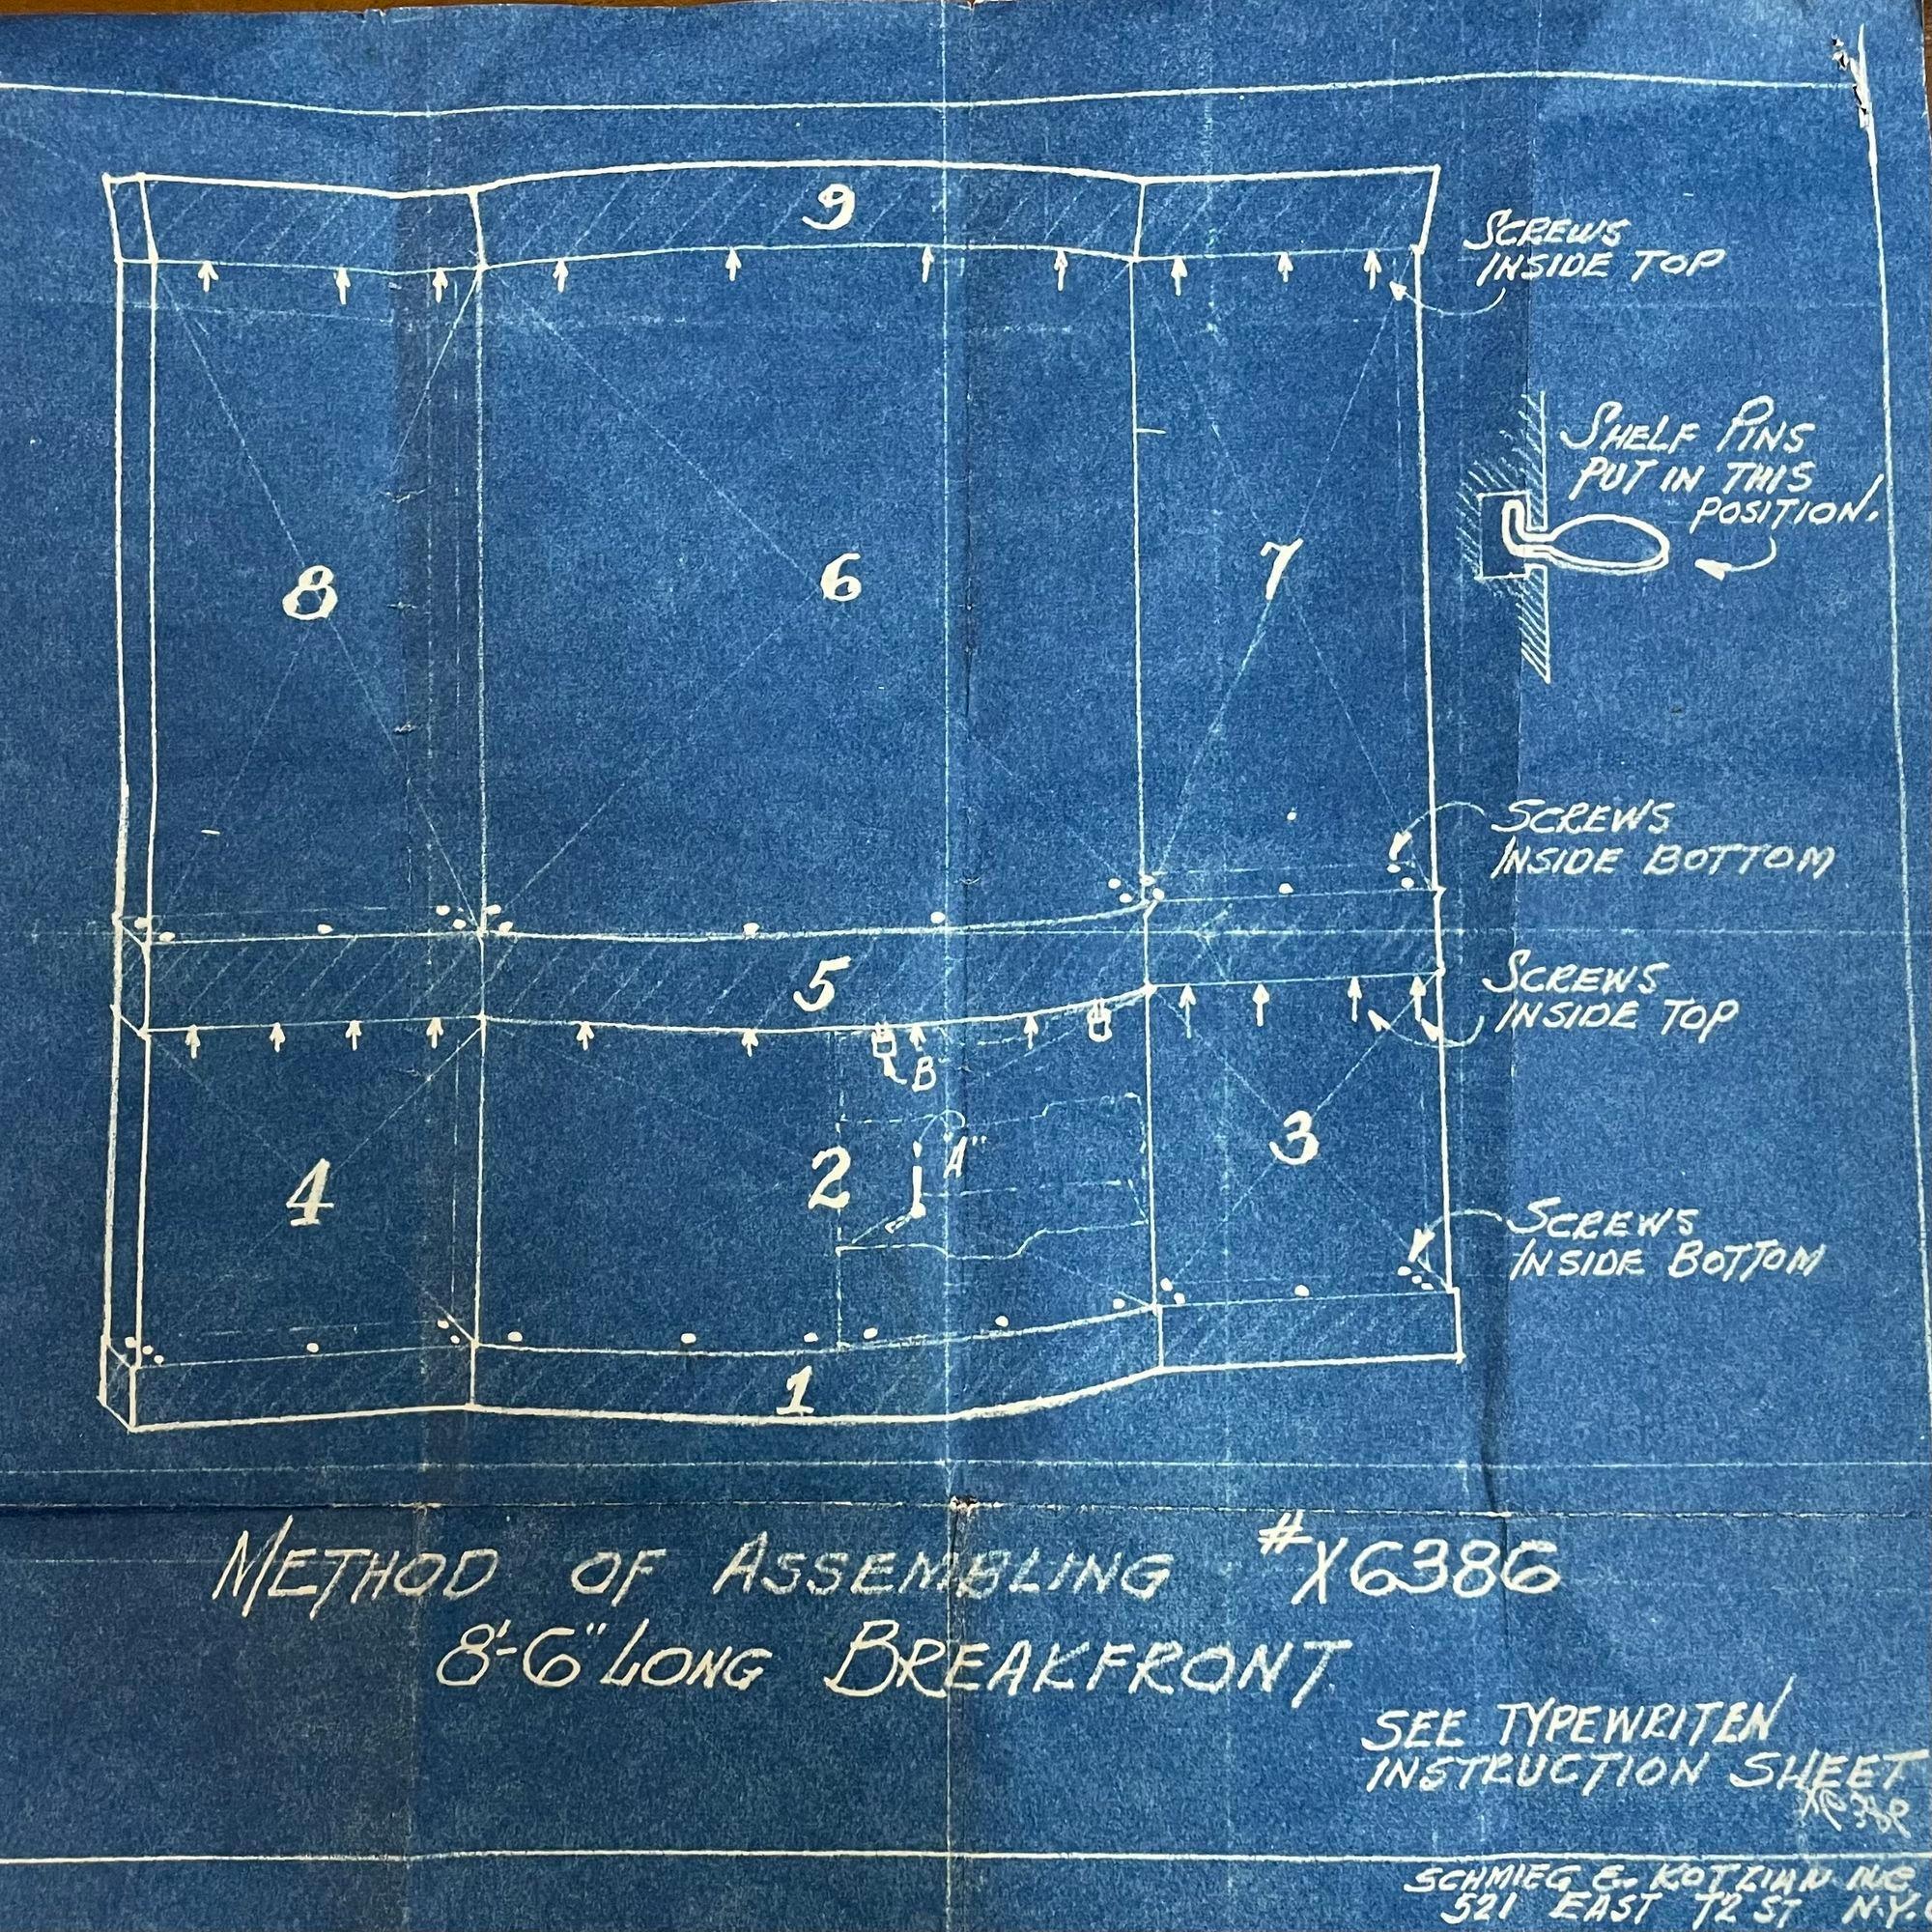 9
SCREWS
INSIDE TOP
SHELF PINS
PUT IN THIS
POSITION!
8
6
7
SCREWS
INSIDE BOTTOM
5
SCREWS
INSIDE TOP
B
"A"
4
2
3
SCREWS
INSIDE BOTTOM
1
METHOD OF ASSEMBLING #X6386
8'-6" LONG BREAKFRONT
SEE TYPEWRITEN
INSTRUCTION SHEET
SCHMIEG & KOTZIAN INC
521 EAST 72 ST N.Y.